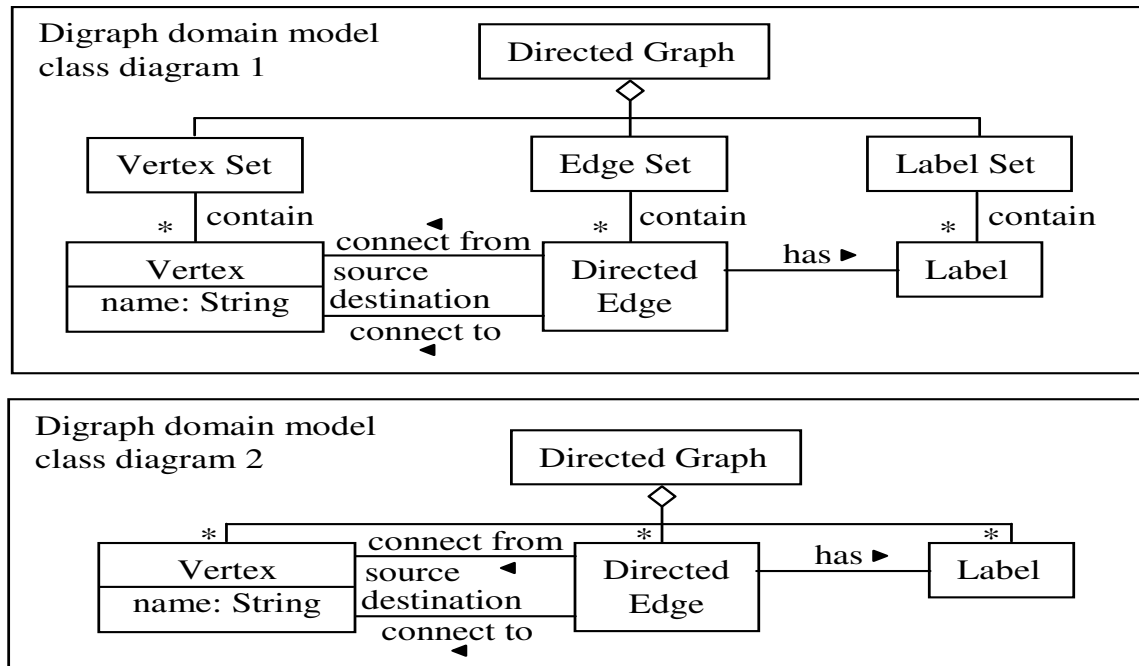 Digraph domain model
class diagram 1
Directed Graph
Vertex Set
Edge Set
Label Set
* contain
* contain
* contain
◄
connect from
Vertex
name: String
source
destination
connect to
◄
Directed
Edge
has ►
Label
Digraph domain model
class diagram 2
Directed Graph
*
*
*
connect from
◄
Vertex
name: String
source
destination
connect to
◄
Directed
Edge
has ►
Label